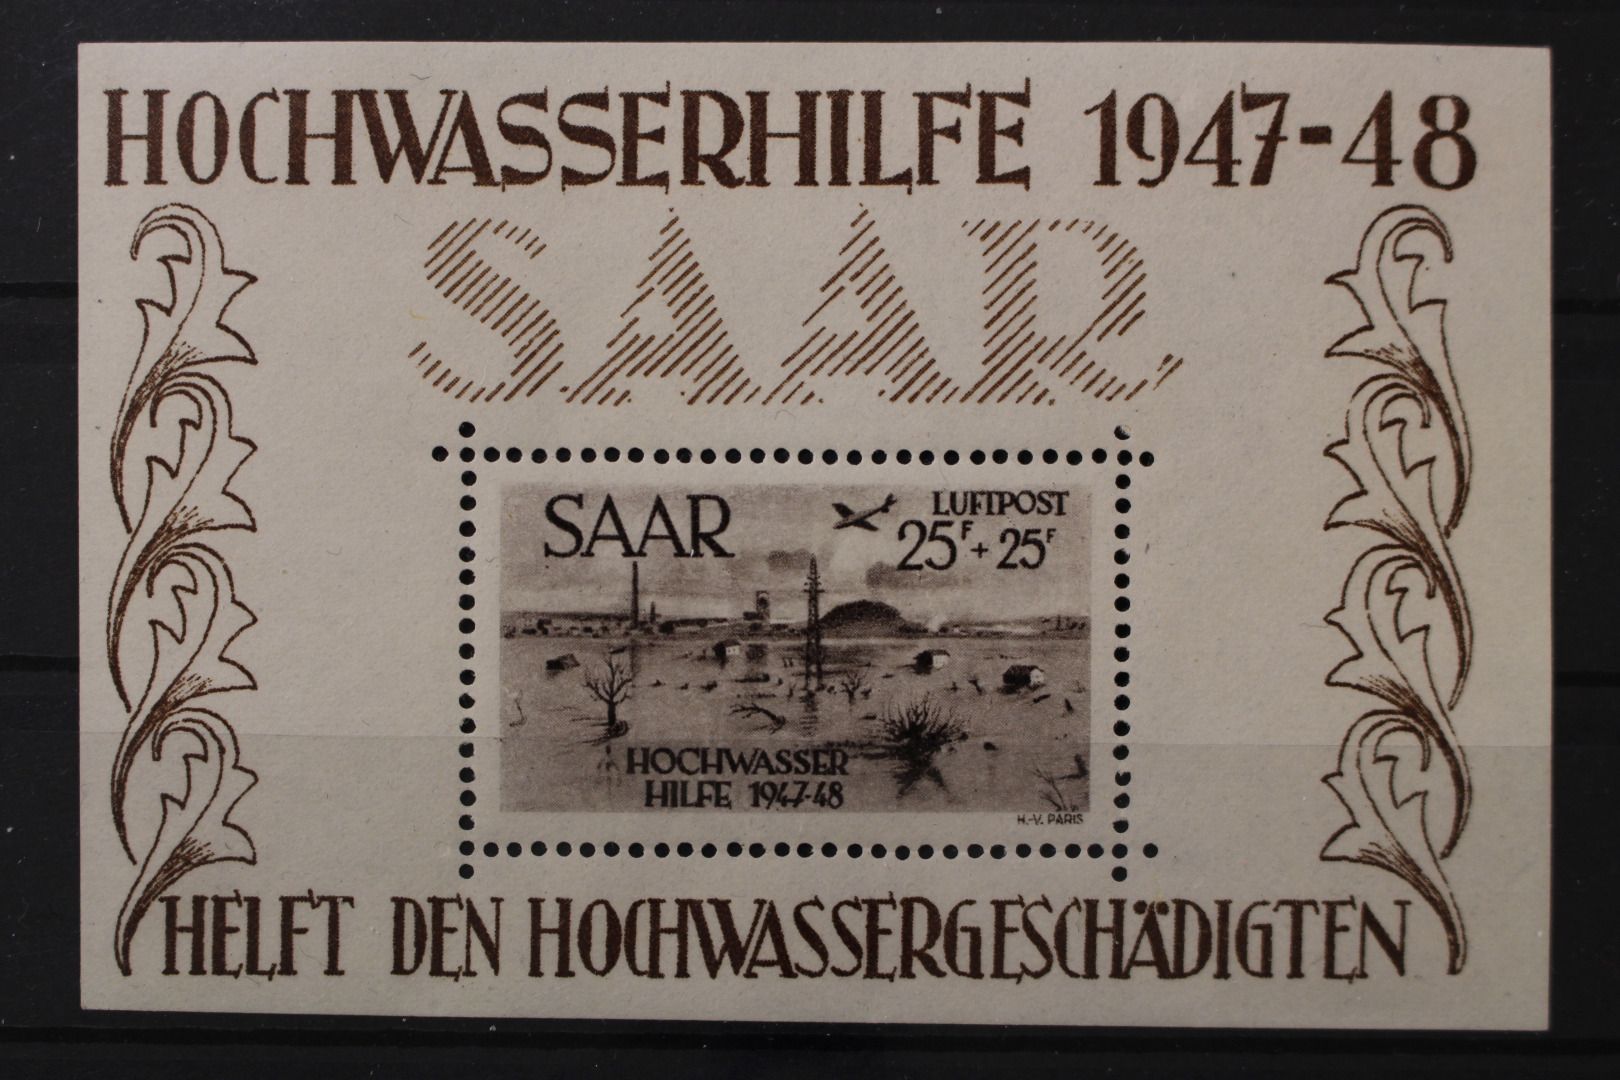 HOCHWASSERHILFE 1947-48
SAAR
SAAR
LUFTPOST
25F + 25F
HOCHWASSER
HILFE 1947-48
H.-V. PARIS
HELFT DEN HOCHWASSERGESCHÄDIGTEN